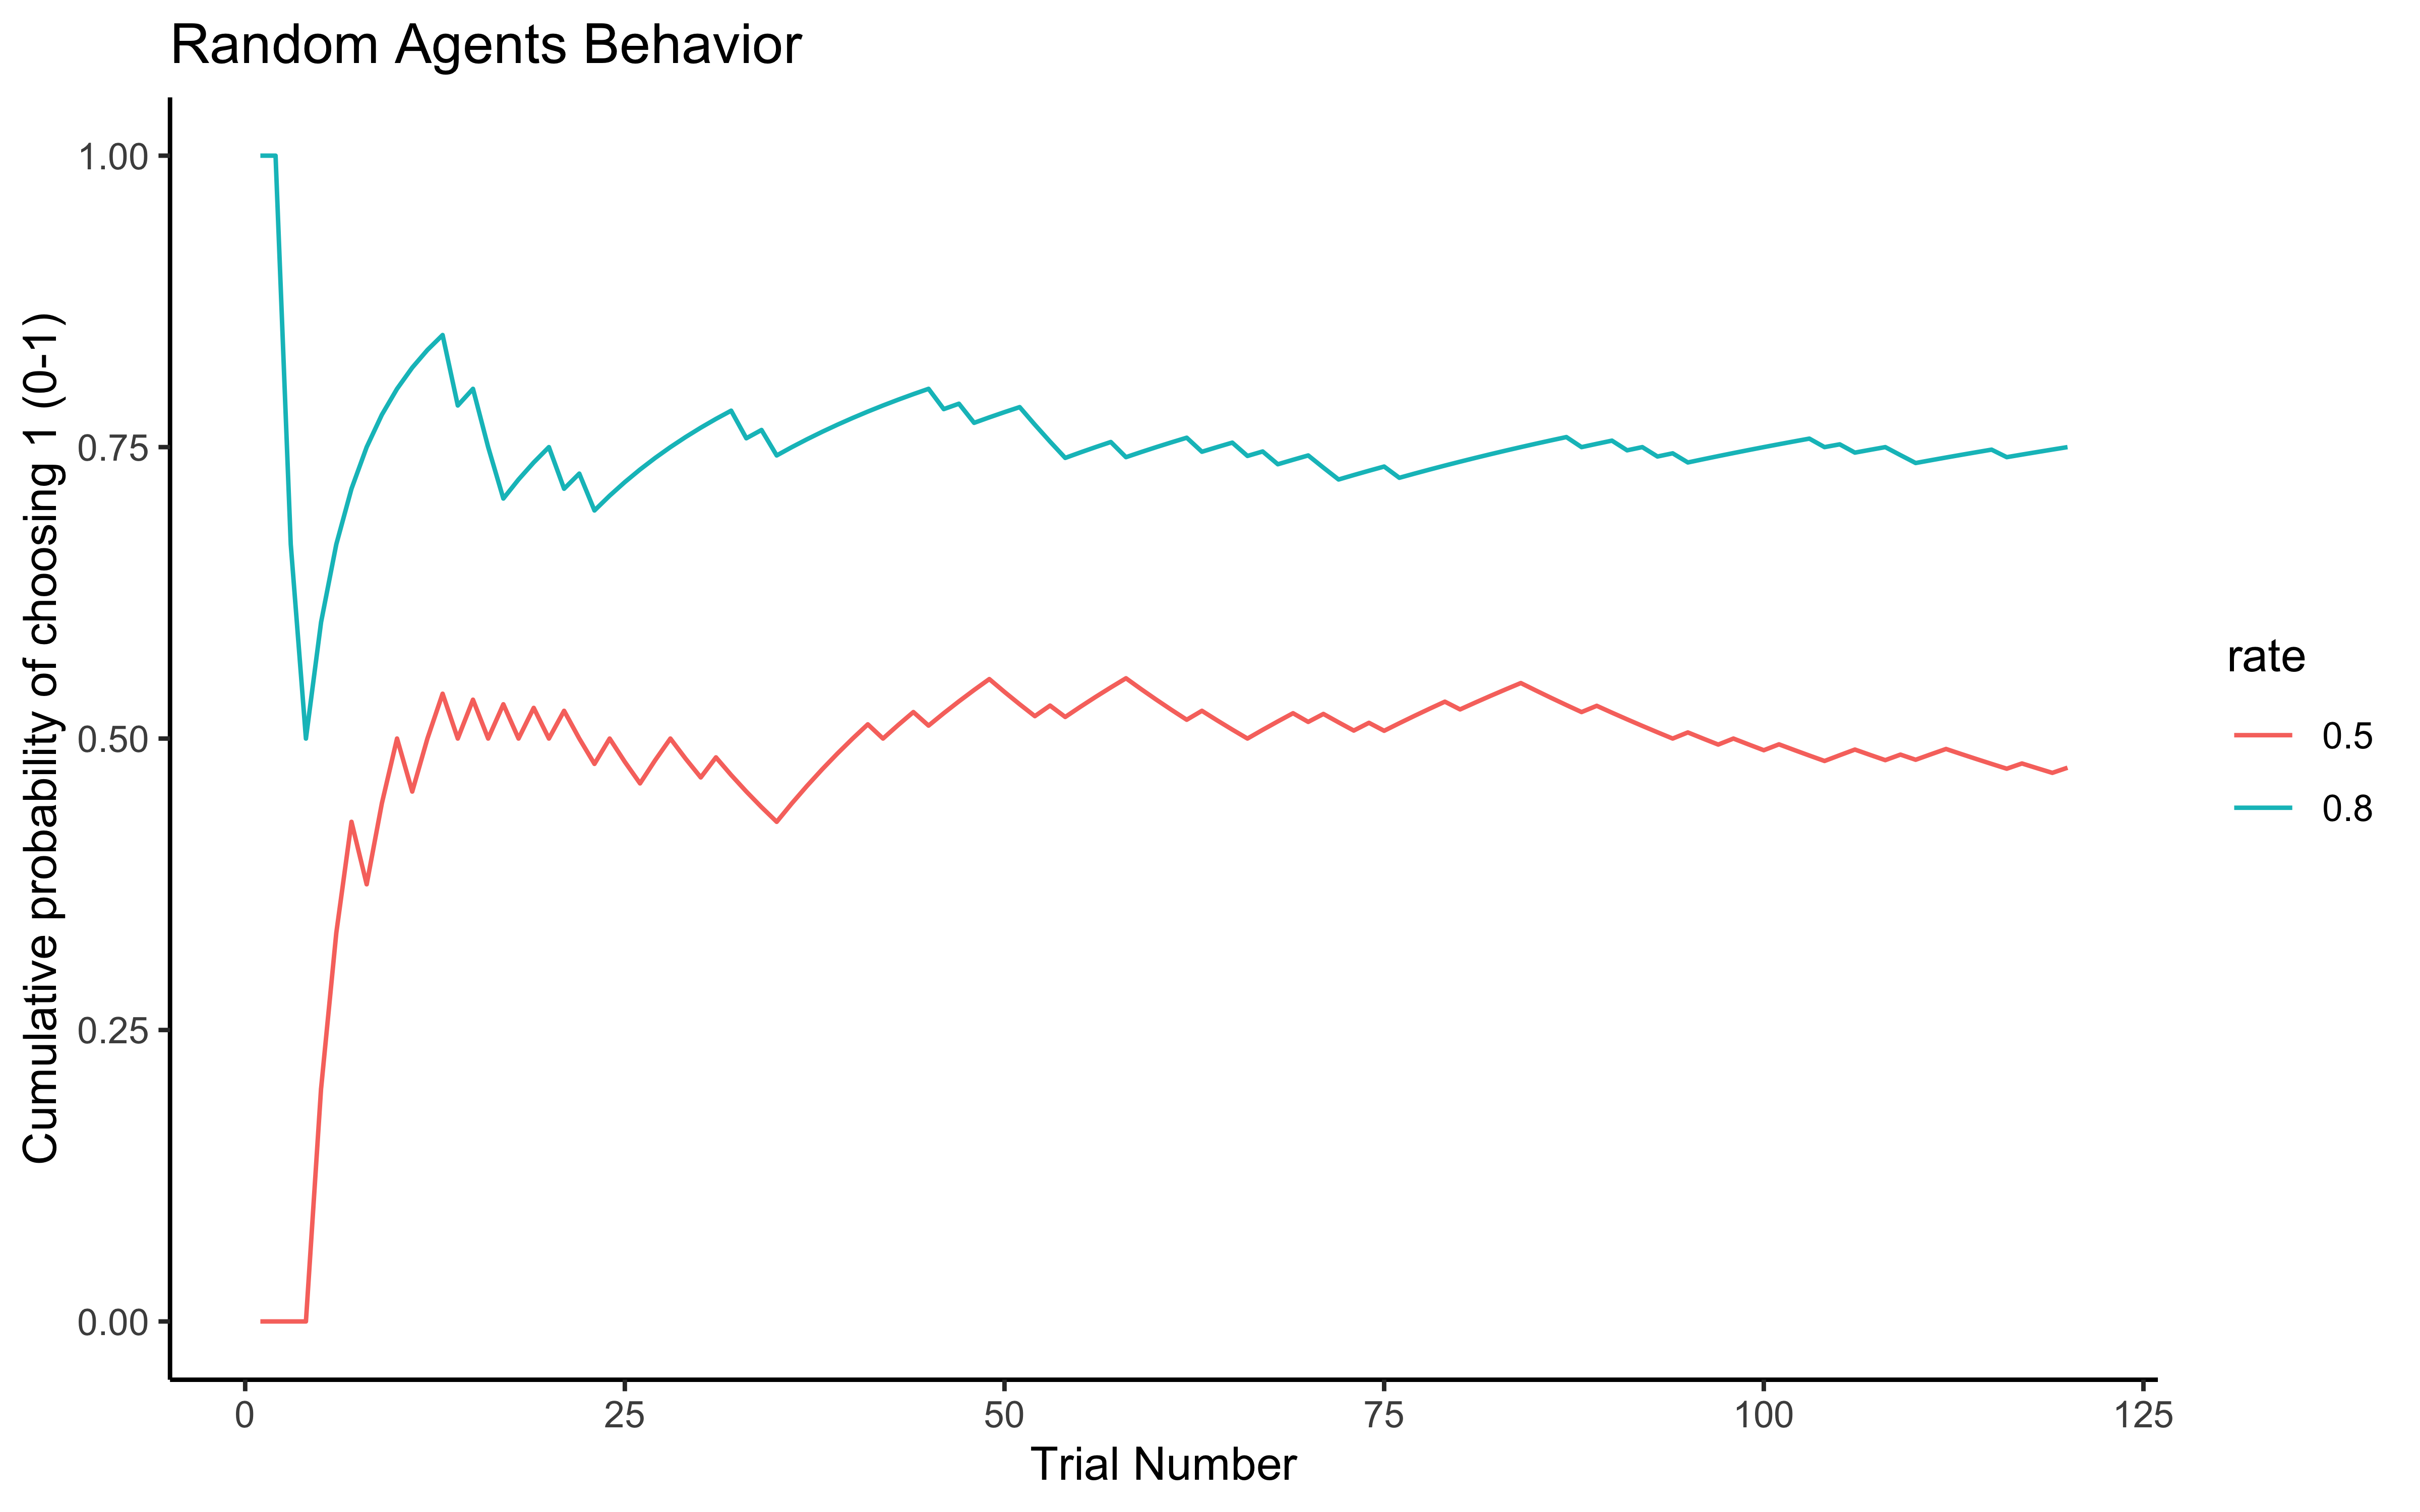 Random Agents Behavior
Cumulative probability of choosing 1 (0-1)
1.00
0.75
0.50
0.25
0.00
0 25 50 75 100 125
Trial Number
rate
0.5
0.8